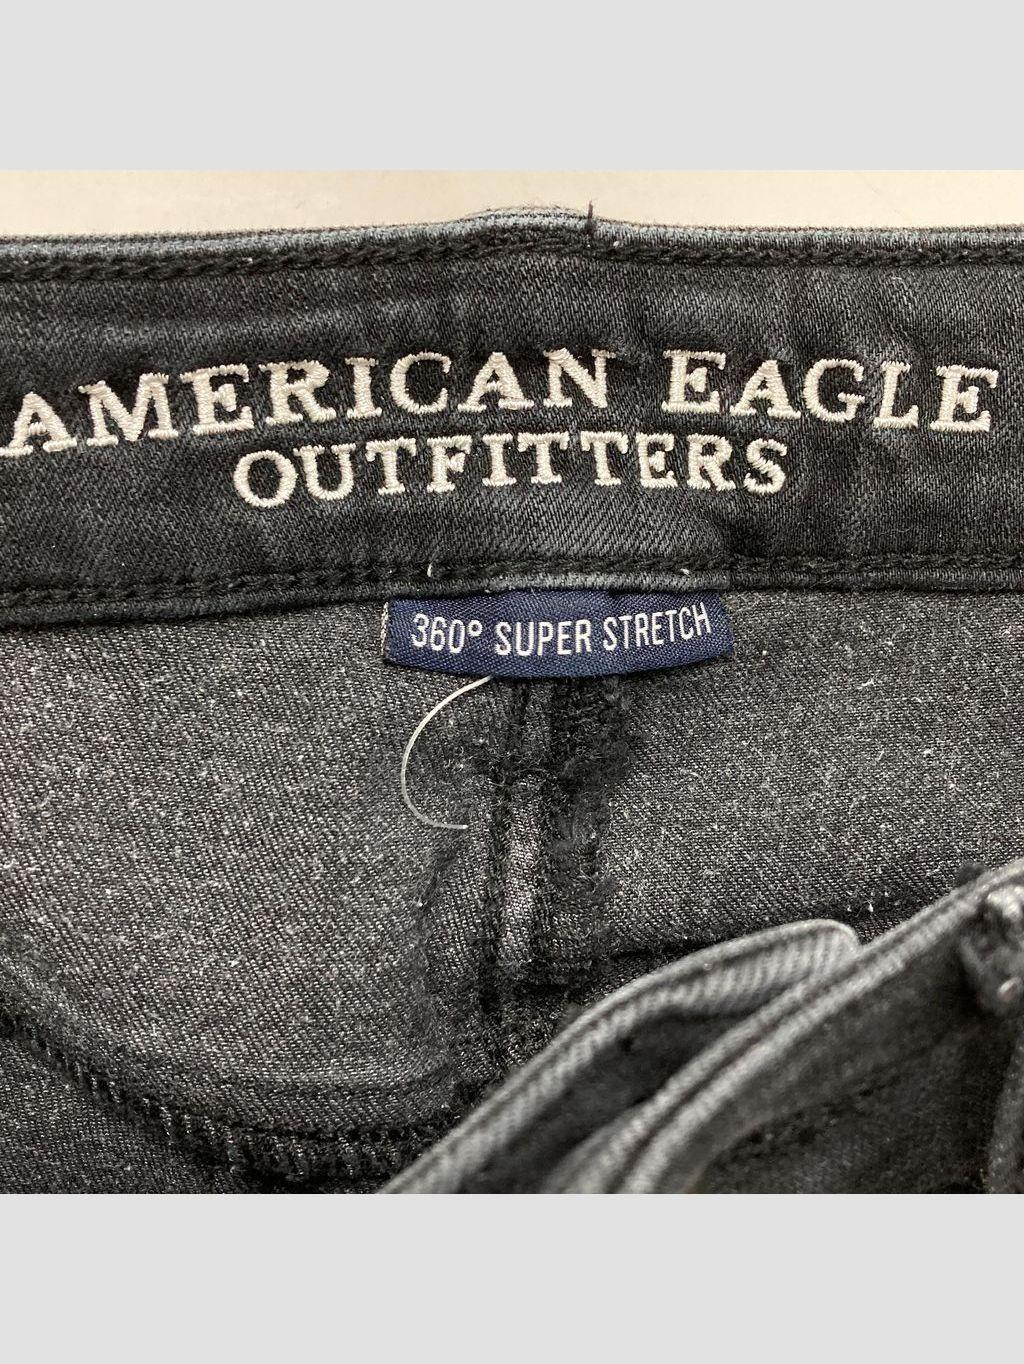 AMERICAN EAGLE
OUTFITTERS
360° SUPER STRETCH